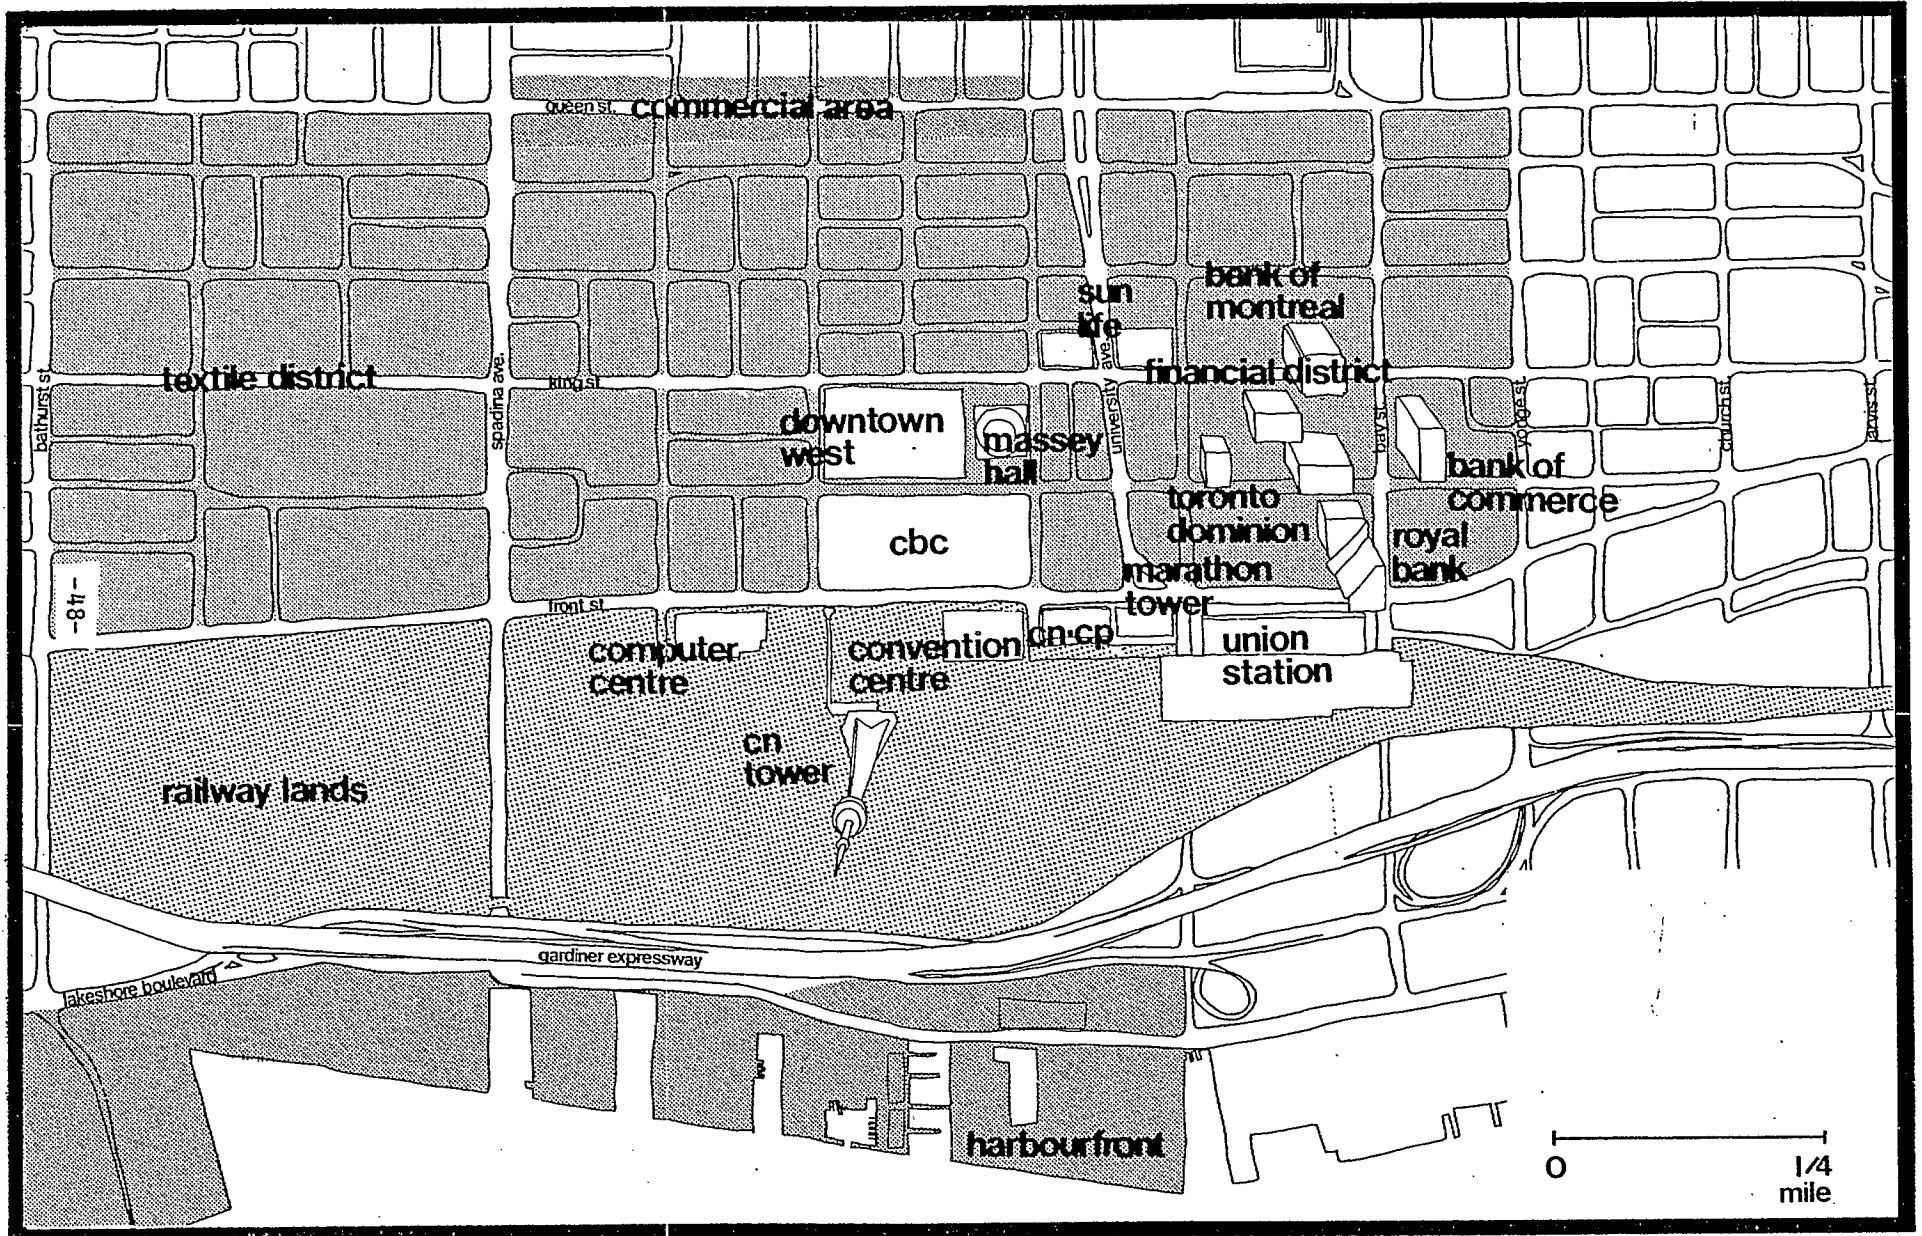 queen st.
commercial area
sun
life
bank of
montreal
textile district
king st
financial district
bathurst st.
spadina ave.
university ave.
bay st.
yonge st.
church st.
jarvis st.
downtown
west
massey
hall
bank of
commerce
toronto
dominion
cbc
royal
bank
marathon
tower
-48-
front st.
computer
centre
convention
centre
cn·cp
union
station
cn
tower
railway lands
gardiner expressway
lakeshore boulevard
harbourfront
0
1/4
mile